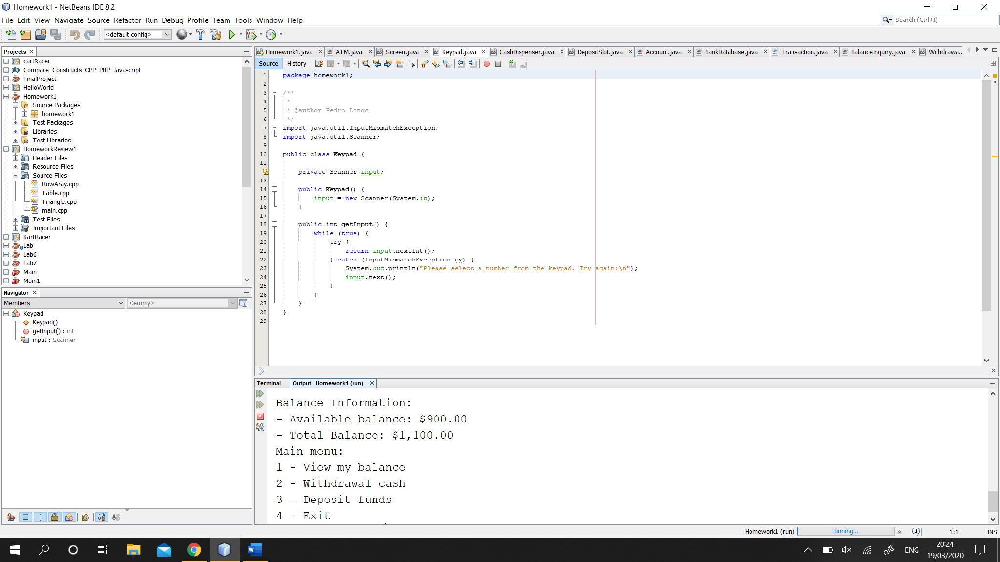 Homework1 - NetBeans IDE 8.2
File Edit View Navigate Source Refactor Run Debug Profile Team Tools Window Help
Search (Ctrl+I)
<default config>
Projects
cartRacer
Compare_Constructs_CPP_PHP_Javascript
FinalProject
HelloWorld
Homework1
Source Packages
homework1
Test Packages
Libraries
Test Libraries
HomeworkReview1
Header Files
Resource Files
Source Files
RowAray.cpp
Table.cpp
Triangle.cpp
main.cpp
Test Files
Important Files
KartRacer
Lab
Lab6
Lab7
Main
Main1
Navigator
Members
<empty>
Keypad
Keypad()
getInput() : int
input : Scanner
Homework1.java ATM.java Screen.java Keypad.java CashDispenser.java DepositSlot.java Account.java BankDatabase.java Transaction.java BalanceInquiry.java Withdrawa...
Source History
1 package homework1;
2
3 /**
4 *
5 * @author Pedro Longo
6 */
7 import java.util.InputMismatchException;
8 import java.util.Scanner;
9
10 public class Keypad {
11
private Scanner input;
13
14 public Keypad() {
15 input = new Scanner(System.in);
16 }
17
18 public int getInput() {
19 while (true) {
20 try {
21 return input.nextInt();
22 } catch (InputMismatchException ex) {
23 System.out.println("Please select a number from the keypad. Try again:\n");
24 input.next();
25 }
26 }
27 }
28 }
29
Terminal Output - Homework1 (run)
Balance Information:
- Available balance: $900.00
- Total Balance: $1,100.00
Main menu:
1 - View my balance
2 - Withdrawal cash
3 - Deposit funds
4 - Exit
Homework1 (run) running... 1 1:1 INS
ENG
20:24
19/03/2020